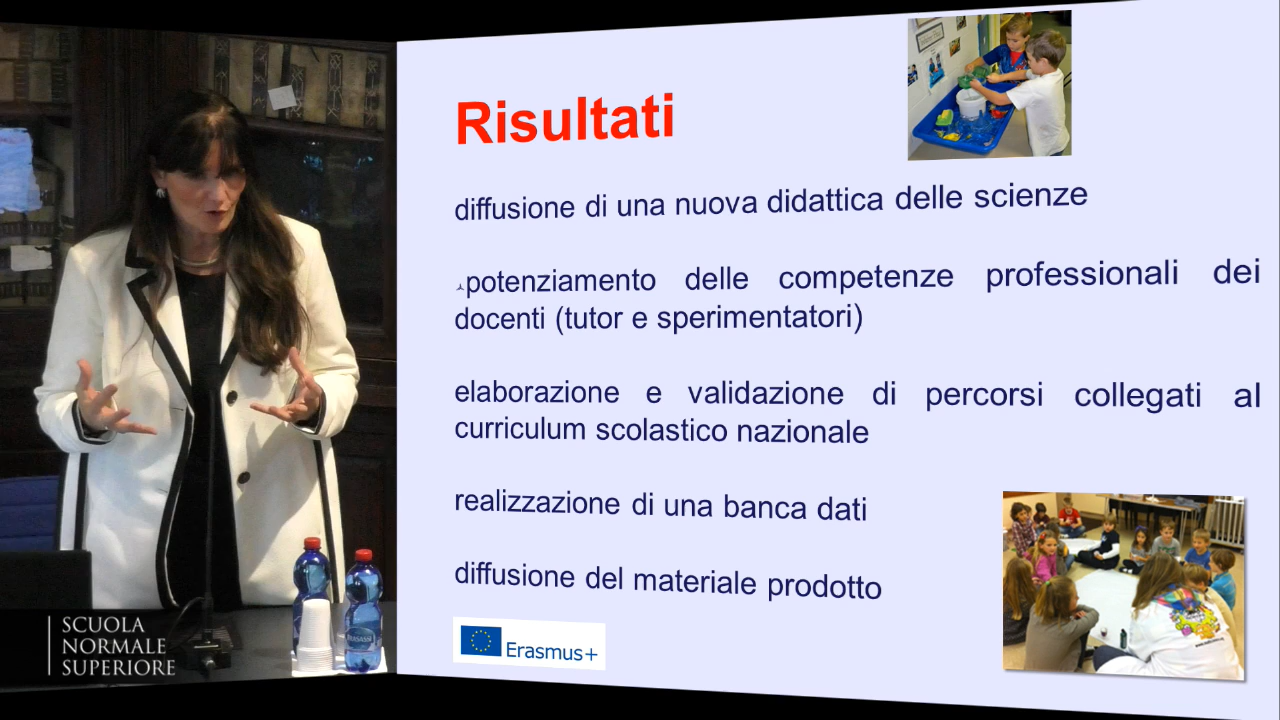 Risultati
diffusione di una nuova didattica delle scienze
potenziamento delle competenze professionali dei
docenti (tutor e sperimentatori)
elaborazione e validazione di percorsi collegati al
curriculum scolastico nazionale
realizzazione di una banca dati
diffusione del materiale prodotto
Erasmus+
SCUOLA
NORMALE
SUPERIORE